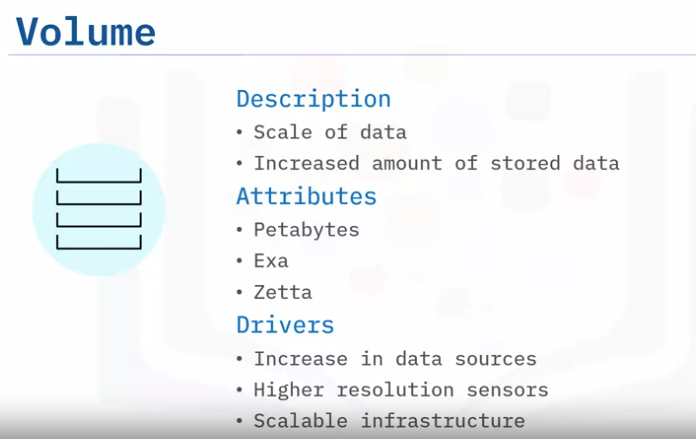 Volume
Description
• Scale of data
• Increased amount of stored data
Attributes
• Petabytes
• Exa
• Zetta
Drivers
• Increase in data sources
• Higher resolution sensors
• Scalable infrastructure